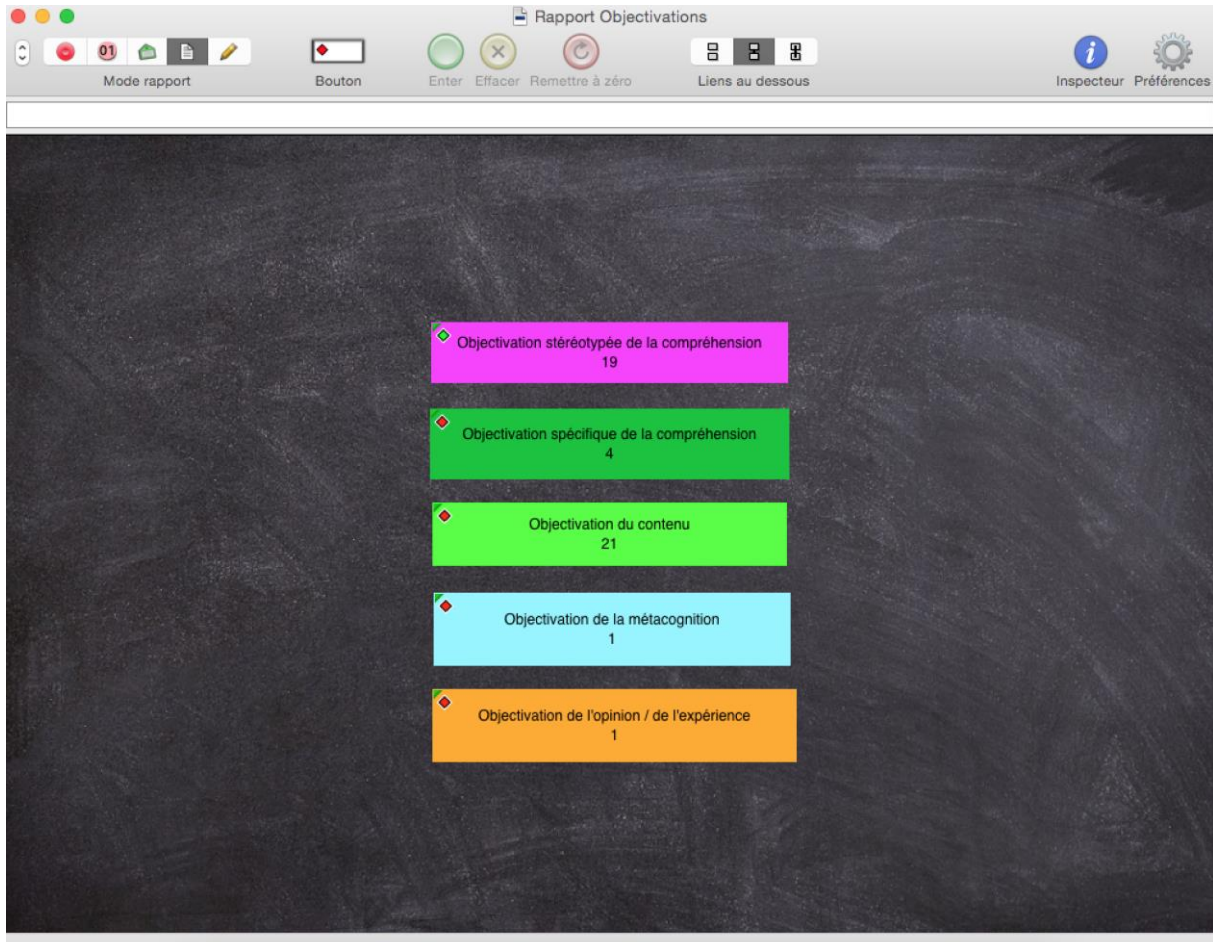 Rapport Objectivations
01
Mode rapport
Bouton
Enter
Effacer
Remettre à zéro
Liens au dessous
Inspecteur
Préférences
Objectivation stéréotypée de la compréhension
19
Objectivation spécifique de la compréhension
4
Objectivation du contenu
21
Objectivation de la métacognition
1
Objectivation de l'opinion / de l'expérience
1